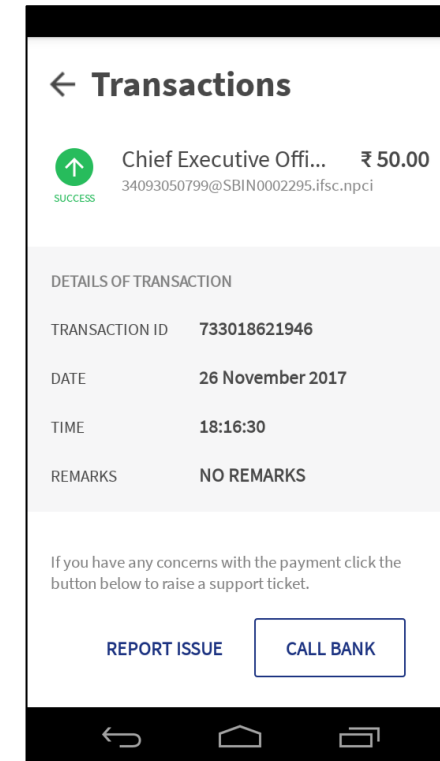 Transactions
Chief Executive Offi... ₹ 50.00
34093050799@SBIN0002295.ifsc.npci
SUCCESS
DETAILS OF TRANSACTION
TRANSACTION ID 733018621946
DATE 26 November 2017
TIME 18:16:30
REMARKS NO REMARKS
If you have any concerns with the payment click the
button below to raise a support ticket.
REPORT ISSUE CALL BANK